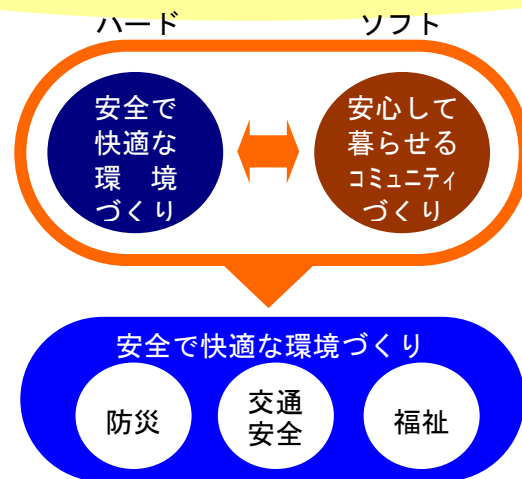 ハード
ソフト
安全で
快適な
環　境
づくり
安心して
暮らせる
コミュニティ
づくり
安全で快適な環境づくり
防災
交通
安全
福祉